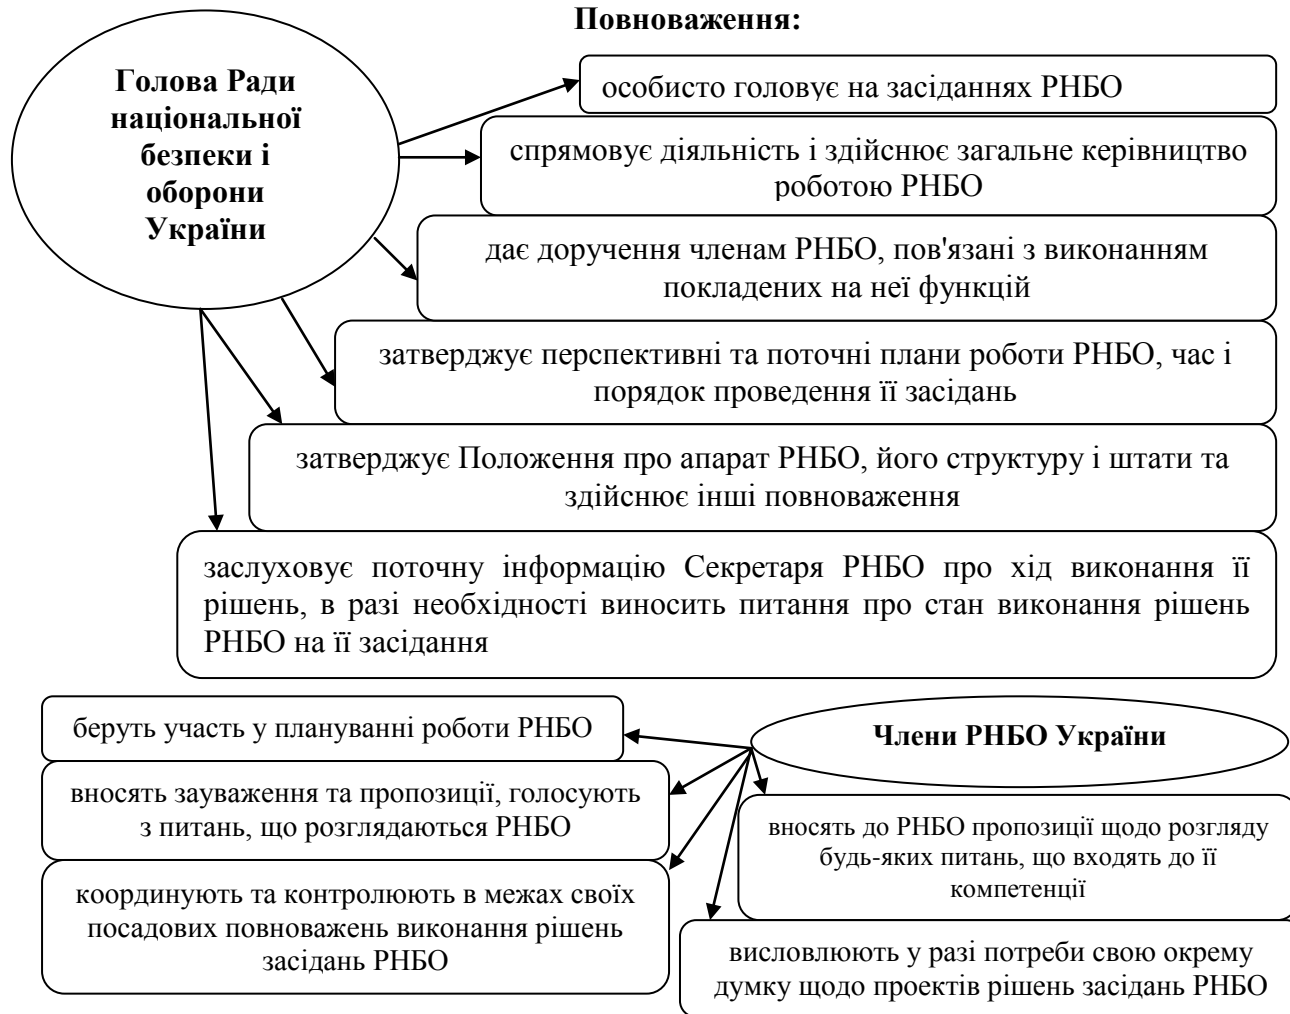 Повноваження:
Голова Ради
національної
безпеки і
оборони
України
особисто головує на засіданнях РНБО
спрямовує діяльність і здійснює загальне керівництво
роботою РНБО
дає доручення членам РНБО, пов'язані з виконанням
покладених на неї функцій
затверджує перспективні та поточні плани роботи РНБО, час і
порядок проведення її засідань
затверджує Положення про апарат РНБО, його структуру і штати та
здійснює інші повноваження
заслуховує поточну інформацію Секретаря РНБО про хід виконання її
рішень, в разі необхідності виносить питання про стан виконання рішень
РНБО на її засідання
Члени РНБО України
беруть участь у плануванні роботи РНБО
вносять зауваження та пропозиції, голосують
з питань, що розглядаються РНБО
координують та контролюють в межах своїх
посадових повноважень виконання рішень
засідань РНБО
вносять до РНБО пропозиції щодо розгляду
будь-яких питань, що входять до її
компетенції
висловлюють у разі потреби свою окрему
думку щодо проектів рішень засідань РНБО